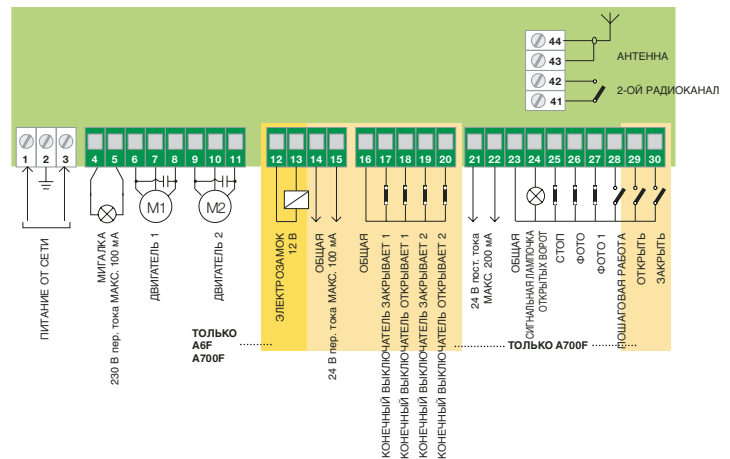 44
43
АНТЕННА
42
41
2-ОЙ РАДИОКАНАЛ
1 2 3
4 5 6 7 8 9 10 11
12 13 14 15
16 17 18 19 20
21 22 23 24 25 26 27 28 29 30
M1
M2
ПИТАНИЕ ОТ СЕТИ
МИГАЛКА
230 В пер. тока МАКС. 100 мА
ДВИГАТЕЛЬ 1
ДВИГАТЕЛЬ 2
ЭЛЕКТРОЗАМОК
12 В
ОБЩАЯ
24 В пер. тока МАКС. 100 мА
ОБЩАЯ
КОНЕЧНЫЙ ВЫКЛЮЧАТЕЛЬ ЗАКРЫВАЕТ 1
КОНЕЧНЫЙ ВЫКЛЮЧАТЕЛЬ ОТКРЫВАЕТ 1
КОНЕЧНЫЙ ВЫКЛЮЧАТЕЛЬ ЗАКРЫВАЕТ 2
КОНЕЧНЫЙ ВЫКЛЮЧАТЕЛЬ ОТКРЫВАЕТ 2
24 В пост. тока
МАКС. 200 мА
ОБЩАЯ
СИГНАЛЬНАЯ ЛАМПОЧКА
ОТКРЫТЫХ ВОРОТ
СТОП
ФОТО
ФОТО 1
ПОШАГОВАЯ РАБОТА
ОТКРЫТЬ
ЗАКРЫТЬ
ТОЛЬКО
A6F
A700F
ТОЛЬКО A700F